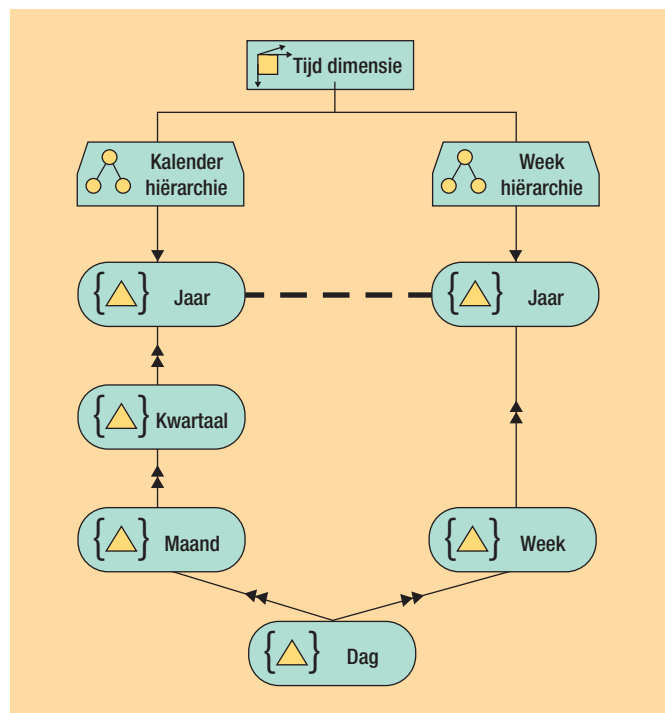 Tijd dimensie
Kalender
hiërarchie
Week
hiërarchie
{ } Jaar
{ } Jaar
{ } Kwartaal
{ } Maand
{ } Week
{ } Dag